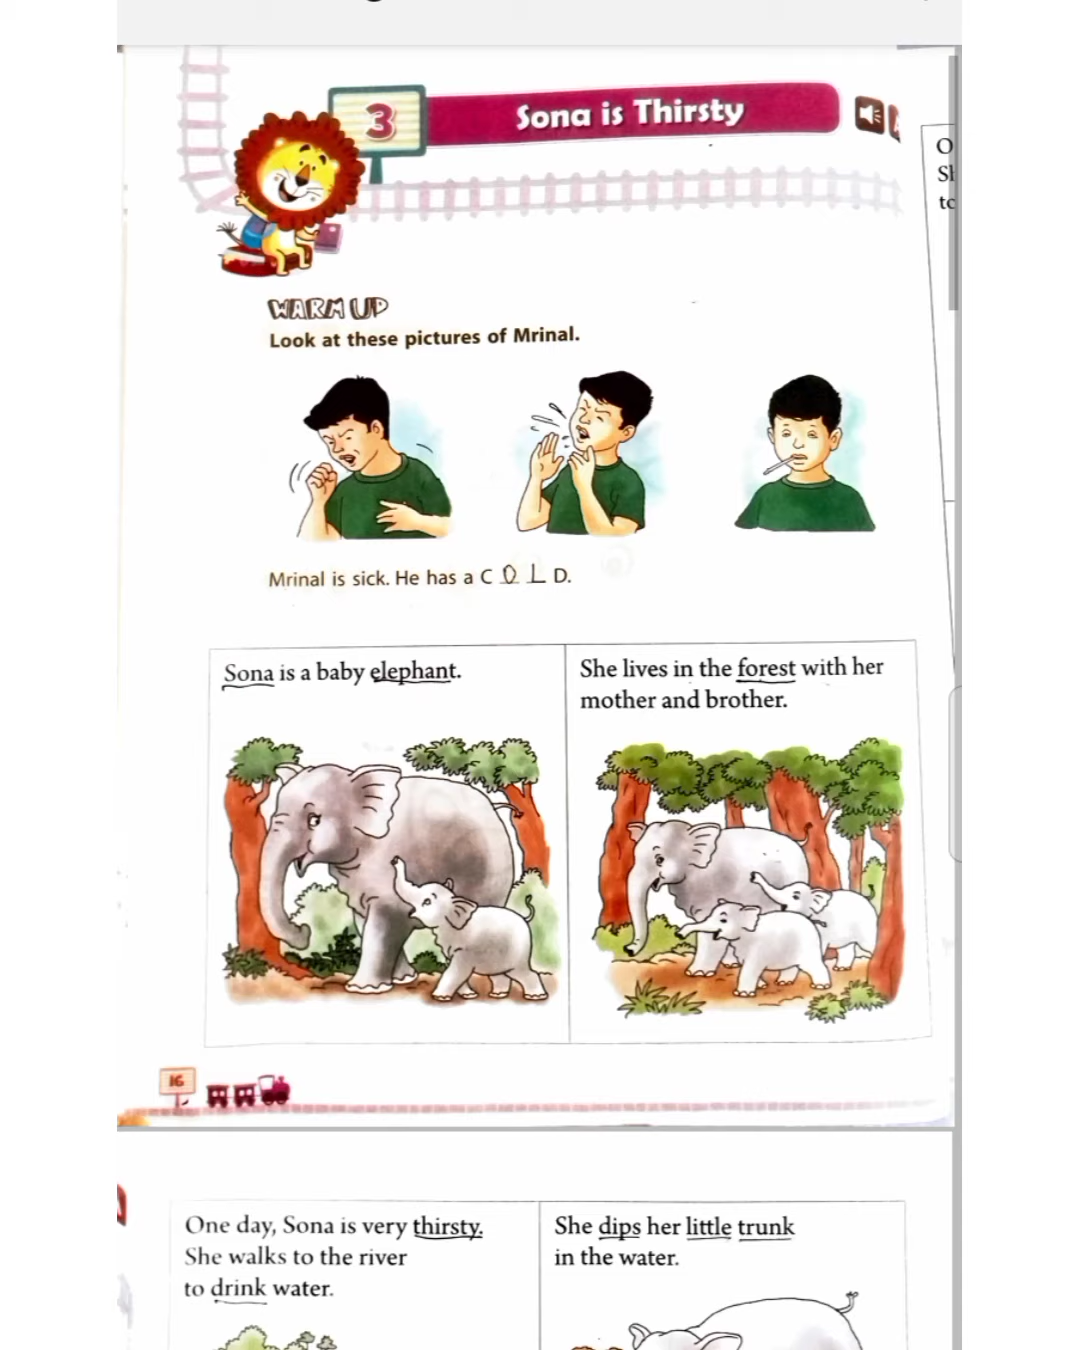 3
Sona is Thirsty
WARM UP
Look at these pictures of Mrinal.
Mrinal is sick. He has a C O L D.
Sona is a baby elephant.
She lives in the forest with her
mother and brother.
16
One day, Sona is very thirsty.
She walks to the river
to drink water.
She dips her little trunk
in the water.